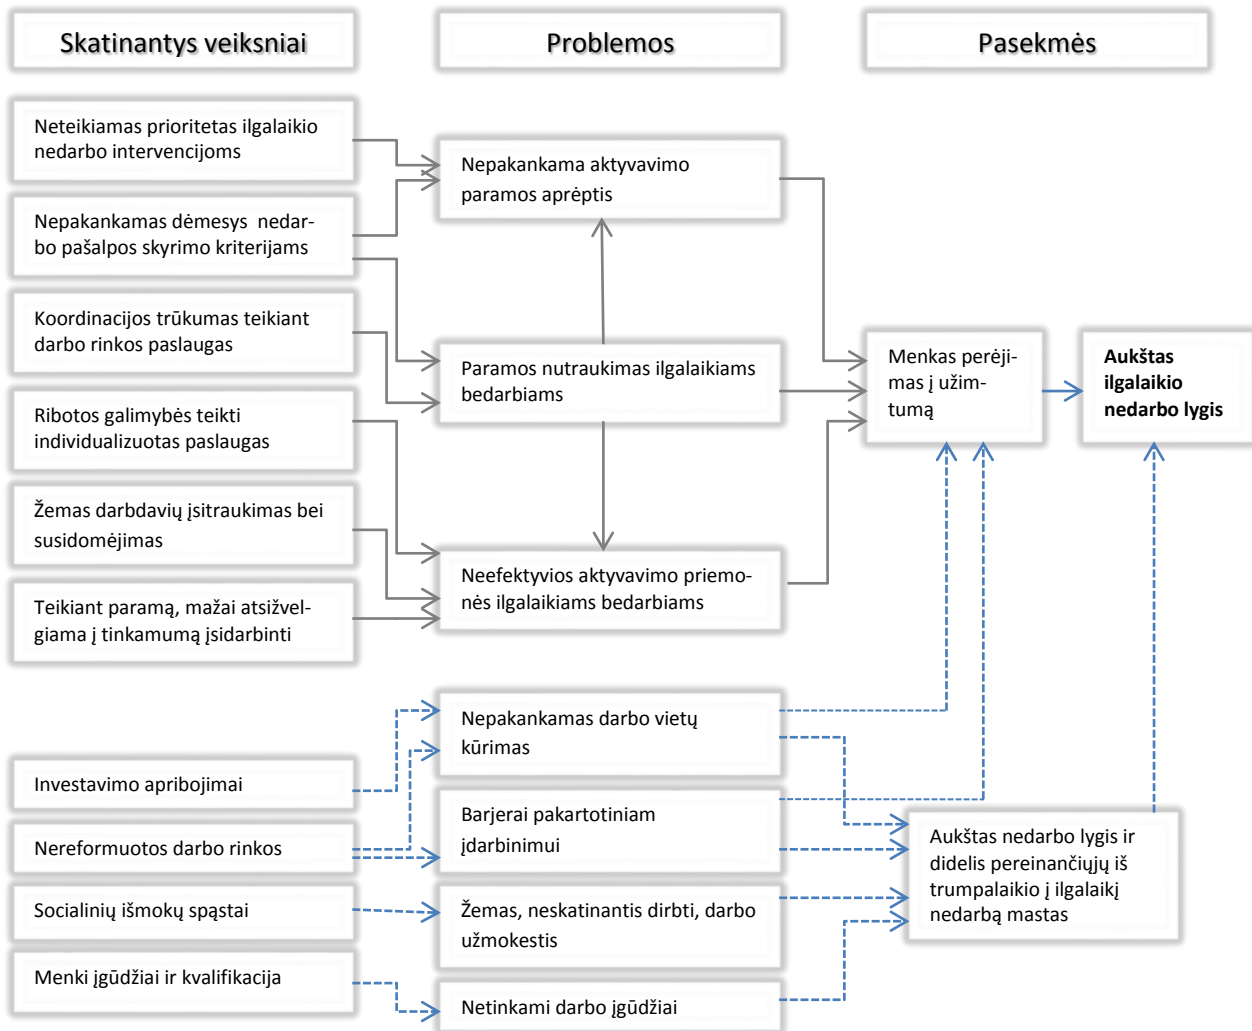 Skatinantys veiksniai
Problemos
Pasekmės
Neteikiamas prioritetas ilgalaikio
nedarbo intervencijoms
Nepakankamas dėmesys nedar-
bo pašalpos skyrimo kriterijams
Koordinacijos trūkumas teikiant
darbo rinkos paslaugas
Ribotos galimybės teikti
individualizuotas paslaugas
Žemas darbdavių įsitraukimas bei
susidomėjimas
Teikiant paramą, mažai atsižvel-
giama į tinkamumą įsidarbinti
Nepakankama aktyvavimo
paramos aprėptis
Paramos nutraukimas ilgalaikiams
bedarbiams
Neefektyvios aktyvavimo priemo-
nės ilgalaikiams bedarbiams
Menkas perėji-
mas į užim-
tumą
Aukštas
ilgalaikio
nedarbo lygis
Investavimo apribojimai
Nereformuotos darbo rinkos
Socialinių išmokų spąstai
Menki įgūdžiai ir kvalifikacija
Nepakankamas darbo vietų
kūrimas
Barjerai pakartotiniam
įdarbinimui
Žemas, neskatinantis dirbti, darbo
užmokestis
Netinkami darbo įgūdžiai
Aukštas nedarbo lygis ir
didelis pereinančiųjų iš
trumpalaikio į ilgalaikį
nedarbą mastas